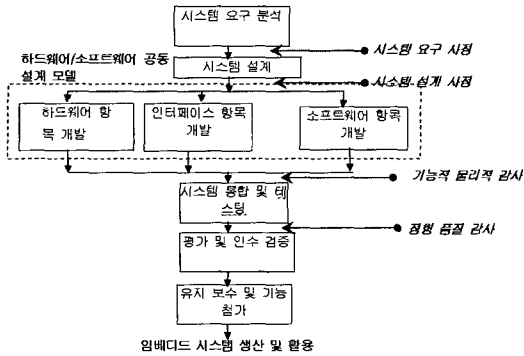 시스템 요구 분석
하드웨어/소프트웨어 공동
설계 모델
시스템 요구 사정
시스템 설계
시스템 설계 사정
하드웨어 항
목 개발
인터페이스 항목
개발
소프트웨어 항목
개발
기능적 물리적 감사
시스템 통합 및 테
스팅
정형 품질 감사
평가 및 인수 검증
유지 보수 및 기능
첨가
임베디드 시스템 생산 및 활용